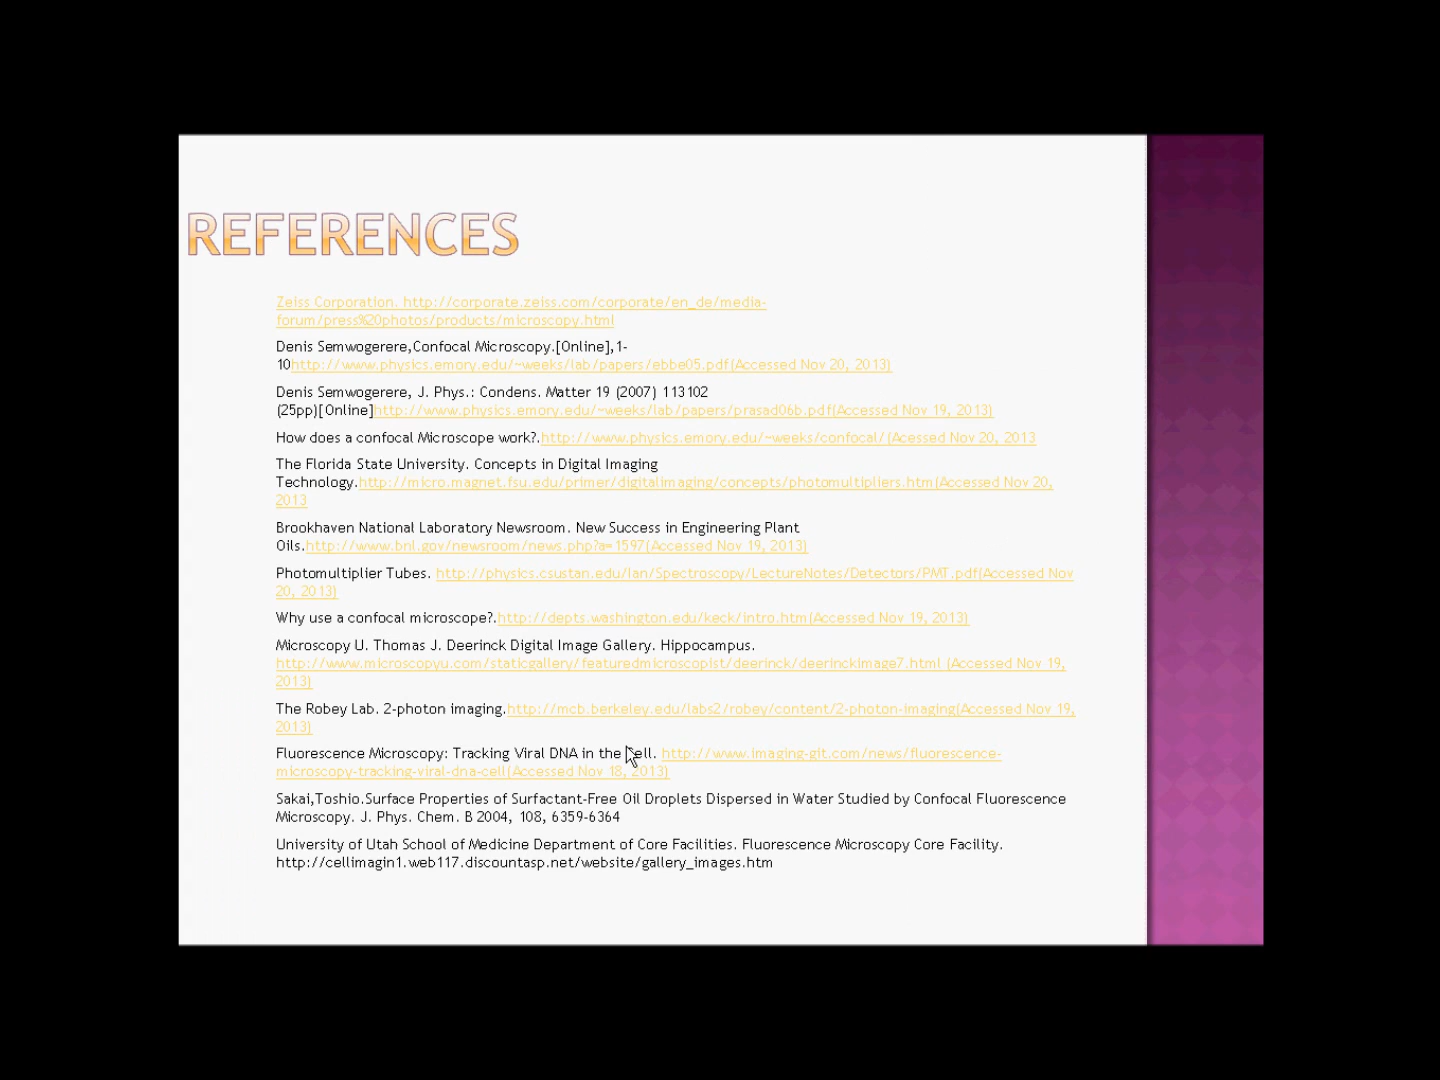 REFERENCES
Zeiss Corporation. http://corporate.zeiss.com/corporate/en_de/media-
forum/press%20photos/products/microscopy.html
Denis Semwogerere,Confocal Microscopy.[Online],1-
10http://www.physics.emory.edu/~weeks/lab/papers/ebbe05.pdf(Accessed Nov 20, 2013)
Denis Semwogerere, J. Phys.: Condens. Matter 19 (2007) 113102
(25pp)[Online]http://www.physics.emory.edu/~weeks/lab/papers/prasad06b.pdf(Accessed Nov 19, 2013)
How does a confocal Microscope work?.http://www.physics.emory.edu/~weeks/confocal/(Acessed Nov 20, 2013
The Florida State University. Concepts in Digital Imaging
Technology.http://micro.magnet.fsu.edu/primer/digitalimaging/concepts/photomultipliers.htm(Accessed Nov 20,
2013
Brookhaven National Laboratory Newsroom. New Success in Engineering Plant
Oils.http://www.bnl.gov/newsroom/news.php?a=1597(Accessed Nov 19, 2013)
Photomultiplier Tubes. http://physics.csustan.edu/Ian/Spectroscopy/LectureNotes/Detectors/PMT.pdf(Accessed Nov
20, 2013)
Why use a confocal microscope?.http://depts.washington.edu/keck/intro.htm(Accessed Nov 19, 2013)
Microscopy U. Thomas J. Deerinck Digital Image Gallery. Hippocampus.
http://www.microscopyu.com/staticgallery/featuredmicroscopist/deerinck/deerinckimage7.html (Accessed Nov 19,
2013)
The Robey Lab. 2-photon imaging.http://mcb.berkeley.edu/labs2/robey/content/2-photon-imaging(Accessed Nov 19,
2013)
Fluorescence Microscopy: Tracking Viral DNA in the Cell. http://www.imaging-git.com/news/fluorescence-
microscopy-tracking-viral-dna-cell(Accessed Nov 18, 2013)
Sakai,Toshio.Surface Properties of Surfactant-Free Oil Droplets Dispersed in Water Studied by Confocal Fluorescence
Microscopy. J. Phys. Chem. B 2004, 108, 6359-6364
University of Utah School of Medicine Department of Core Facilities. Fluorescence Microscopy Core Facility.
http://cellimagin1.web117.discountasp.net/website/gallery_images.htm